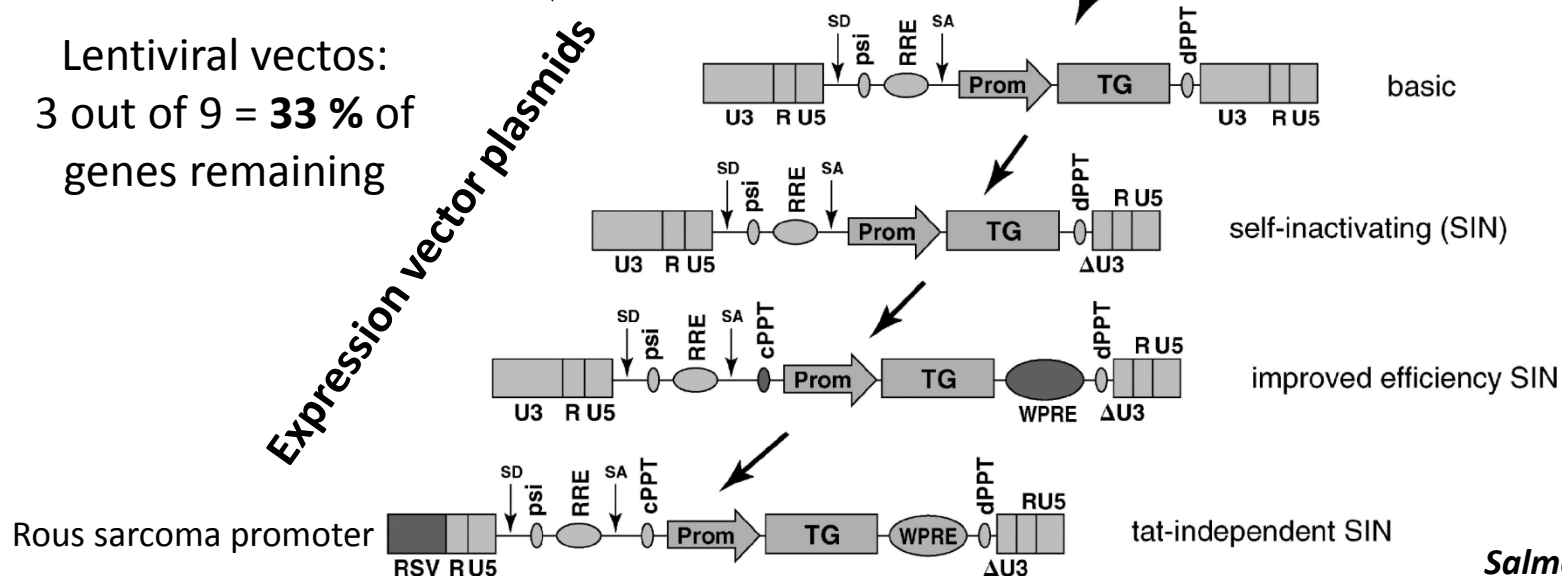 Lentiviral vectos:
3 out of 9 = 33 % of
genes remaining
Expression vector plasmids
SD psi RRE SA dPPT
Prom TG basic
U3 R U5 U3 R U5
SD psi RRE SA dPPT R U5
Prom TG self-inactivating (SIN)
U3 R U5 ΔU3
SD psi RRE SA cPPT dPPT R U5
Prom TG improved efficiency SIN
U3 R U5 WPRE ΔU3
SD psi RRE SA cPPT dPPT RU5
Rous sarcoma promoter Prom TG WPRE tat-independent SIN
RSV R U5 ΔU3